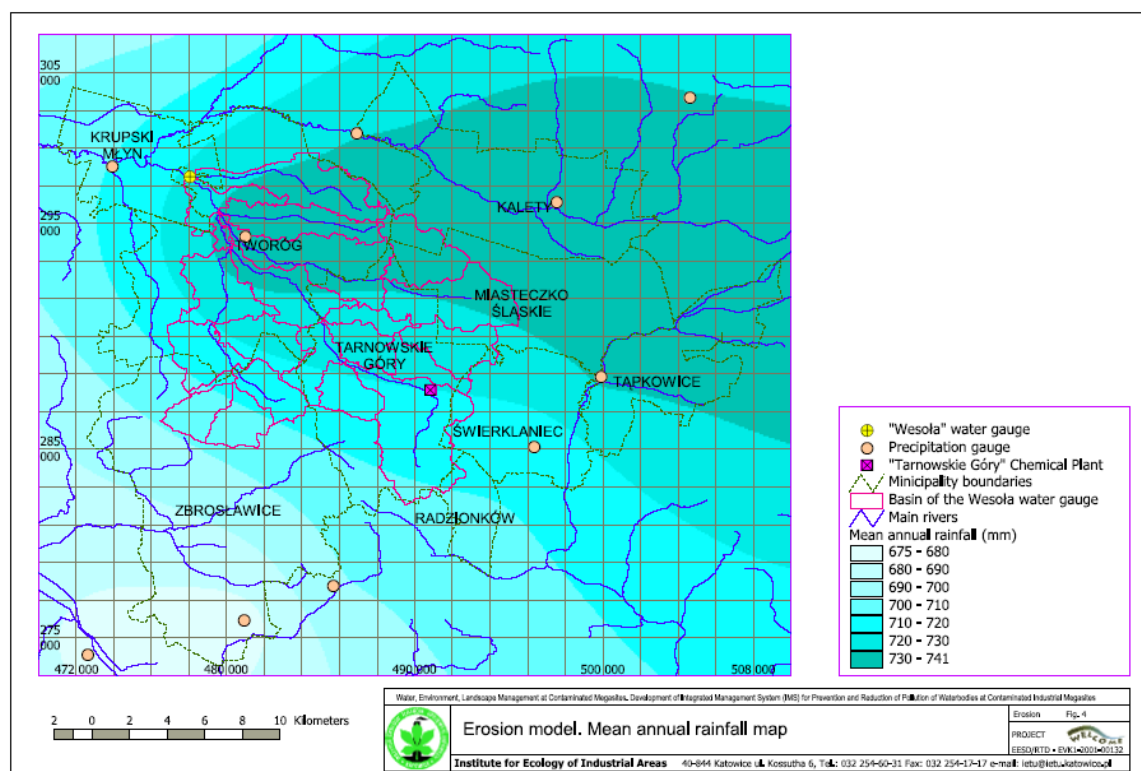 305
000
KRUPSKI
MŁYN
KALETY
295
000
TWORÓG
MIASTECZKO
ŚLĄSKIE
TARNOWSKIE
GÓRY
TĄPKOWICE
ŚWIERKLANIEC
285
000
ZBROSŁAWICE
RADZIONKÓW
275
000
472 000
480 000
490 000
500 000
508 000
"Wesoła" water gauge
Precipitation gauge
"Tarnowskie Góry" Chemical Plant
Minicipality boundaries
Basin of the Wesoła water gauge
Main rivers
Mean annual rainfall (mm)
675 - 680
680 - 690
690 - 700
700 - 710
710 - 720
720 - 730
730 - 741
2 0 2 4 6 8 10 Kilometers
Water, Environment, Landscape Management at Contaminated Megasites. Development of Integrated Management System (IMS) for Prevention and Reduction of Pollution of Waterbodies at Contaminated Industrial Megasites
Erosion model. Mean annual rainfall map
Erosion Fig. 4
PROJECT WELCOME
EESD/RTD • EVK1-2001-00132
Institute for Ecology of Industrial Areas 40-844 Katowice ul. Kossutha 6, Tel.: 032 254-60-31 Fax: 032 254-17-17 e-mail: ietu@ietu.katowice.pl